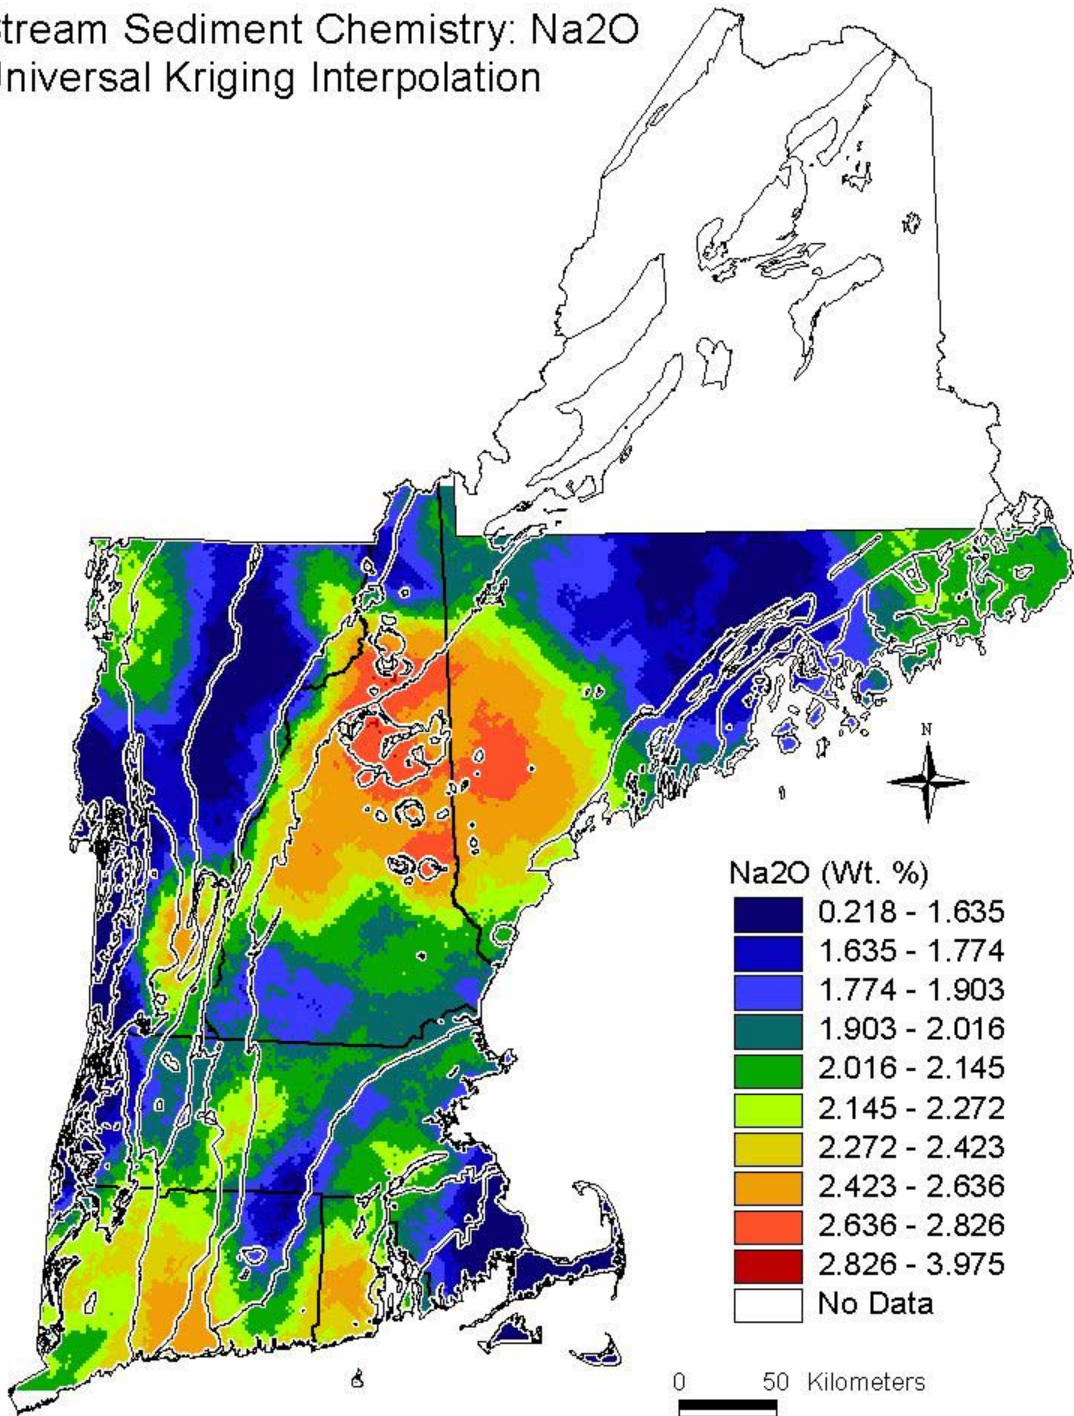 tream Sediment Chemistry: Na2O
niversal Kriging Interpolation
N
Na2O (Wt. %)
0.218 - 1.635
1.635 - 1.774
1.774 - 1.903
1.903 - 2.016
2.016 - 2.145
2.145 - 2.272
2.272 - 2.423
2.423 - 2.636
2.636 - 2.826
2.826 - 3.975
No Data
0 50 Kilometers